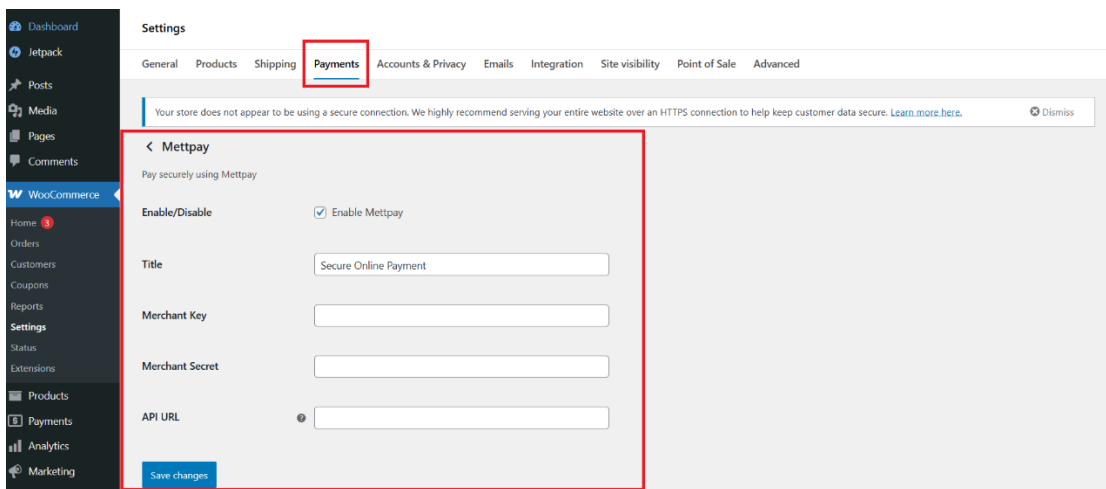 Dashboard
Jetpack
Posts
Media
Pages
Comments
WooCommerce
Home 3
Orders
Customers
Coupons
Reports
Settings
Status
Extensions
Products
Payments
Analytics
Marketing
Settings
General Products Shipping Payments Accounts & Privacy Emails Integration Site visibility Point of Sale Advanced
Your store does not appear to be using a secure connection. We highly recommend serving your entire website over an HTTPS connection to help keep customer data secure. Learn more here. Dismiss
Mettpay
Pay securely using Mettpay
Enable/Disable Enable Mettpay
Title Secure Online Payment
Merchant Key
Merchant Secret
API URL ?
Save changes